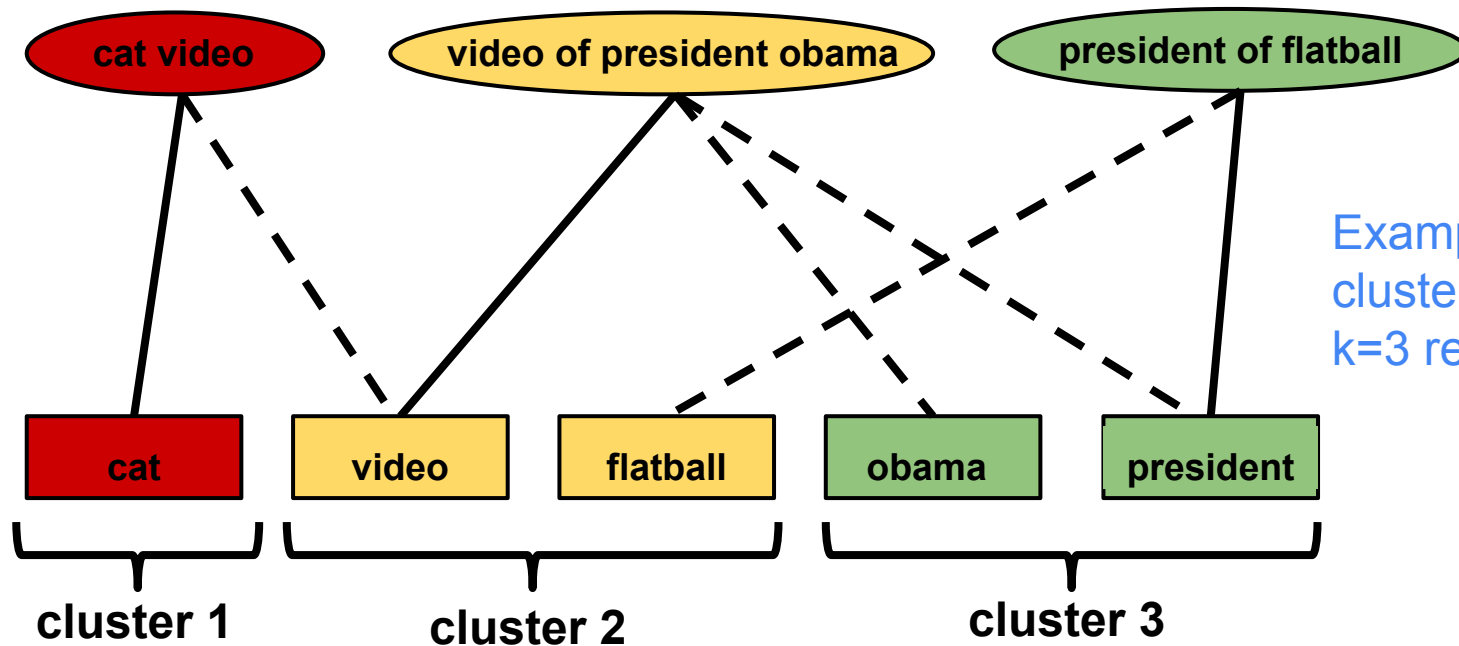 cat video
video of president obama
president of flatball
cat
video
flatball
obama
president
cluster 1
cluster 2
cluster 3